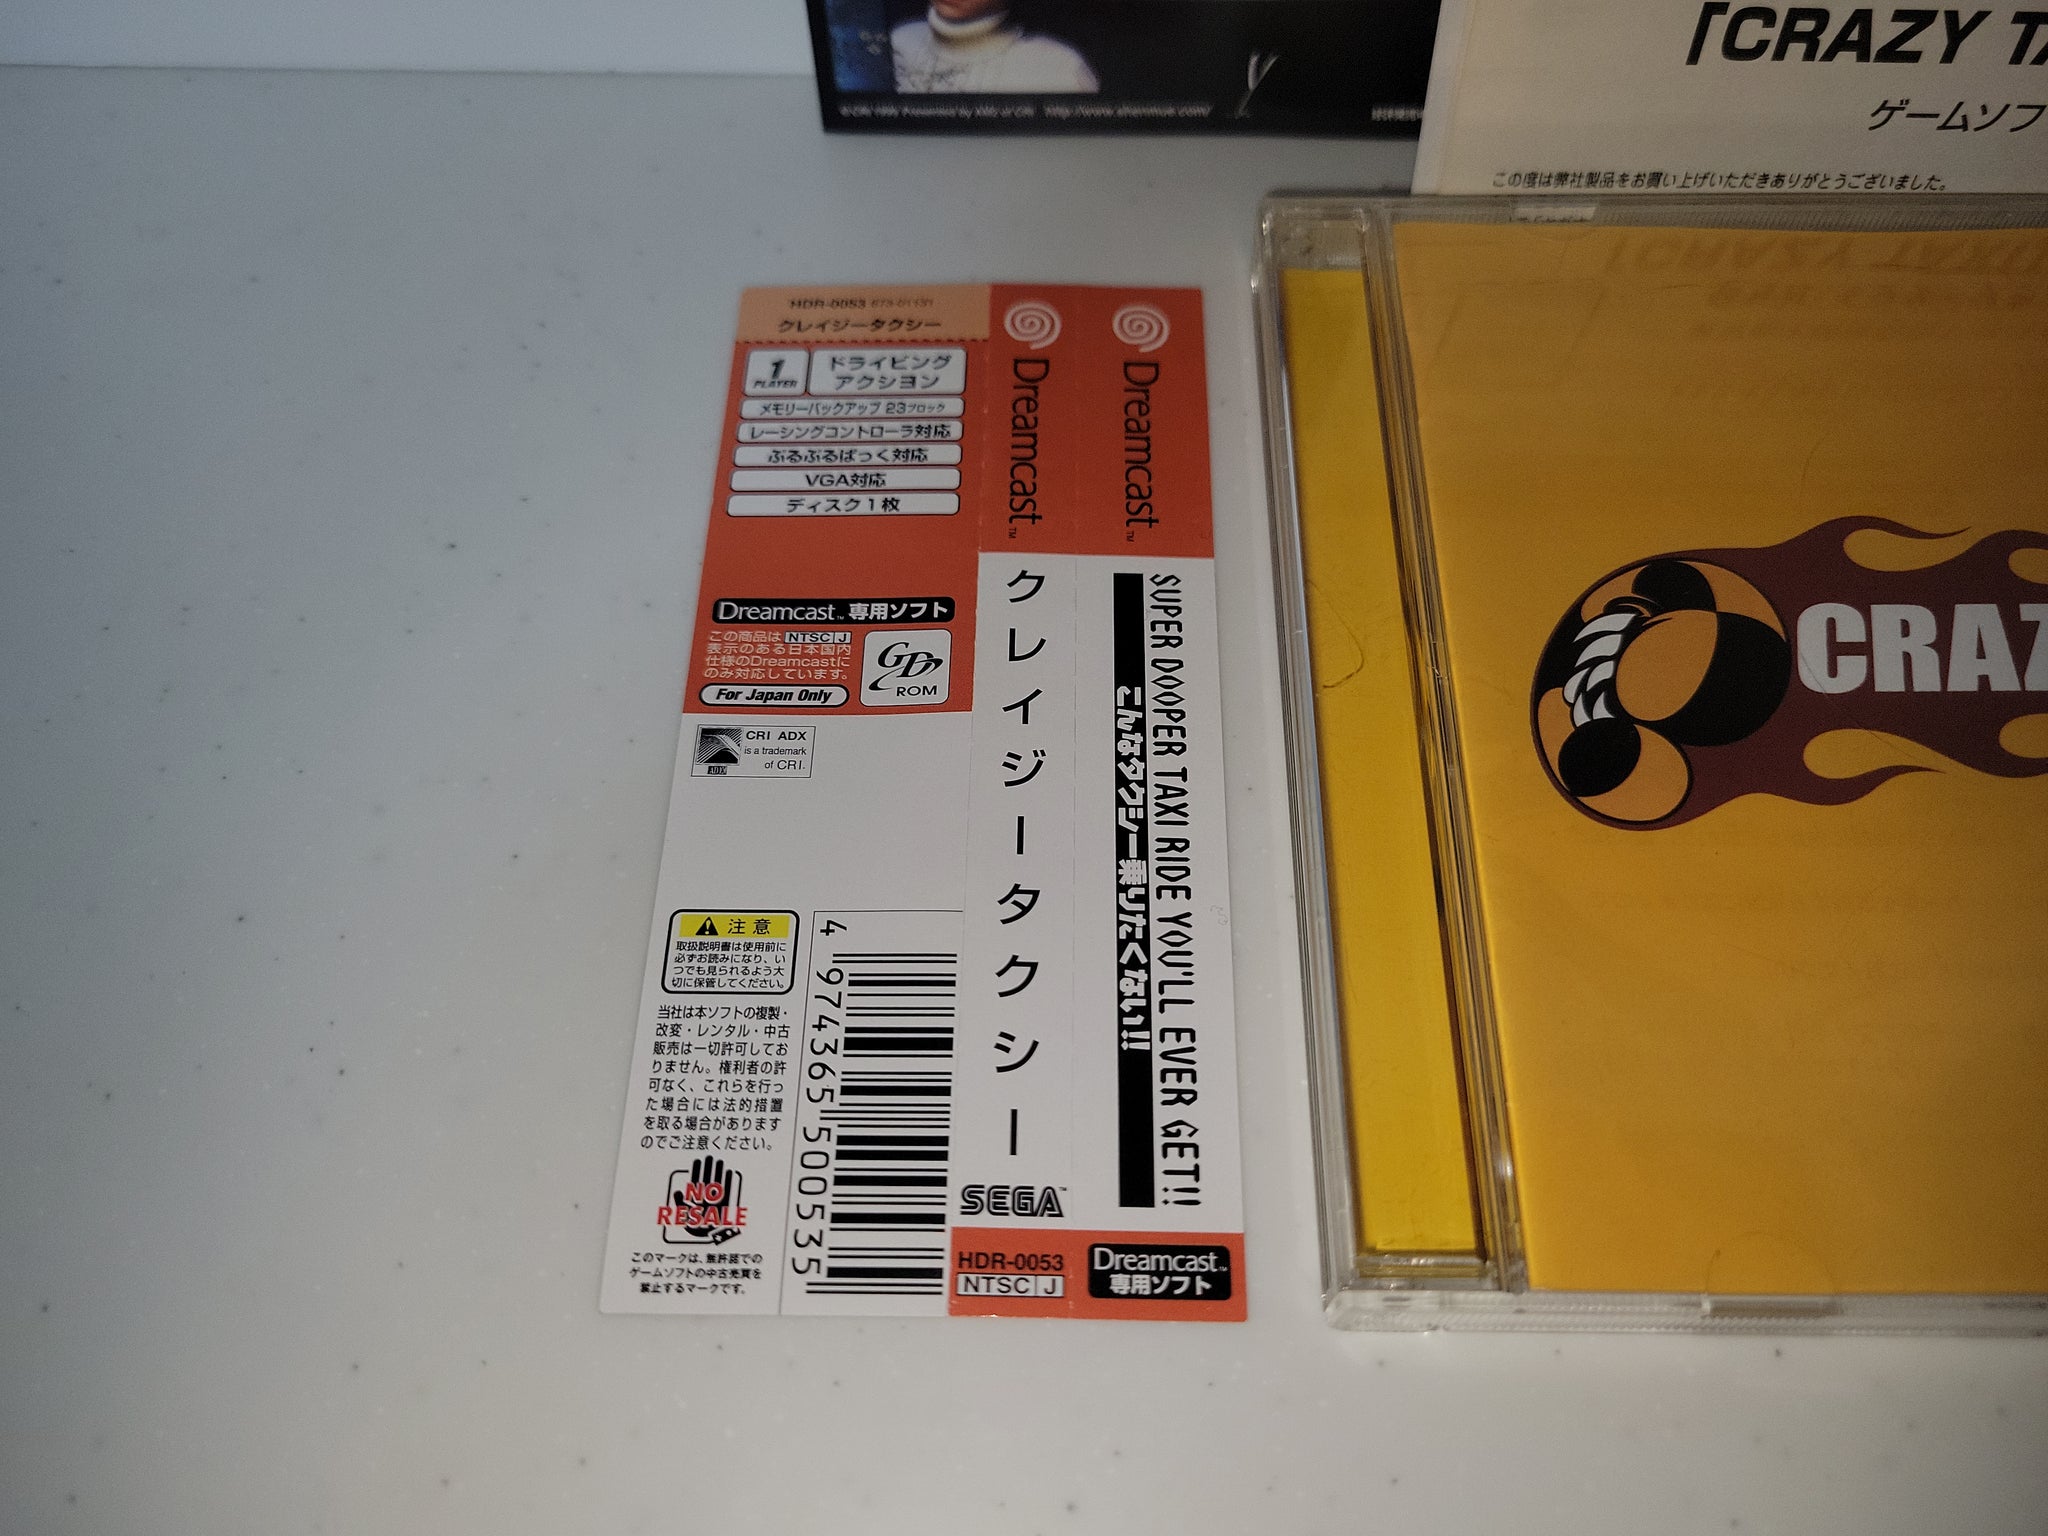 http://www.shenmue.com/
「CRAZY TA
ゲームソフ
この度は弊社製品をお買い上げいただきありがとうございました。
HDR-0053 673-01131
クレイジータクシー
1
PLAYER
ドライビング
アクション
メモリーバックアップ 23ブロック
レーシングコントローラ対応
ぷるぷるぱっく対応
VGA対応
ディスク1枚
Dreamcast™ 専用ソフト
この商品は NTSC J
表示のある日本国内
仕様のDreamcastに
のみ対応しています。
For Japan Only
GD
ROM
CRI ADX
is a trademark
of CRI.
ADX
注意
取扱説明書は使用前に
必ずお読みになり、い
つでも見られるよう大
切に保管してください。
当社は本ソフトの複製・
改変・レンタル・中古
販売は一切許可してお
りません。権利者の許
可なく、これらを行っ
た場合には法的措置
を取る場合があります
のでご注意ください。
NO
RESALE
このマークは、無許諾での
ゲームソフトの中古売買を
禁止するマークです。
4 974365 500535
Dreamcast™
クレイジータクシー
SEGA™
HDR-0053
NTSC J
Dreamcast™
SUPER DOOPER TAXI RIDE YOU'LL EVER GET!!
こんなタクシー乗りたくない!!
Dreamcast™
専用ソフト
CRAZ